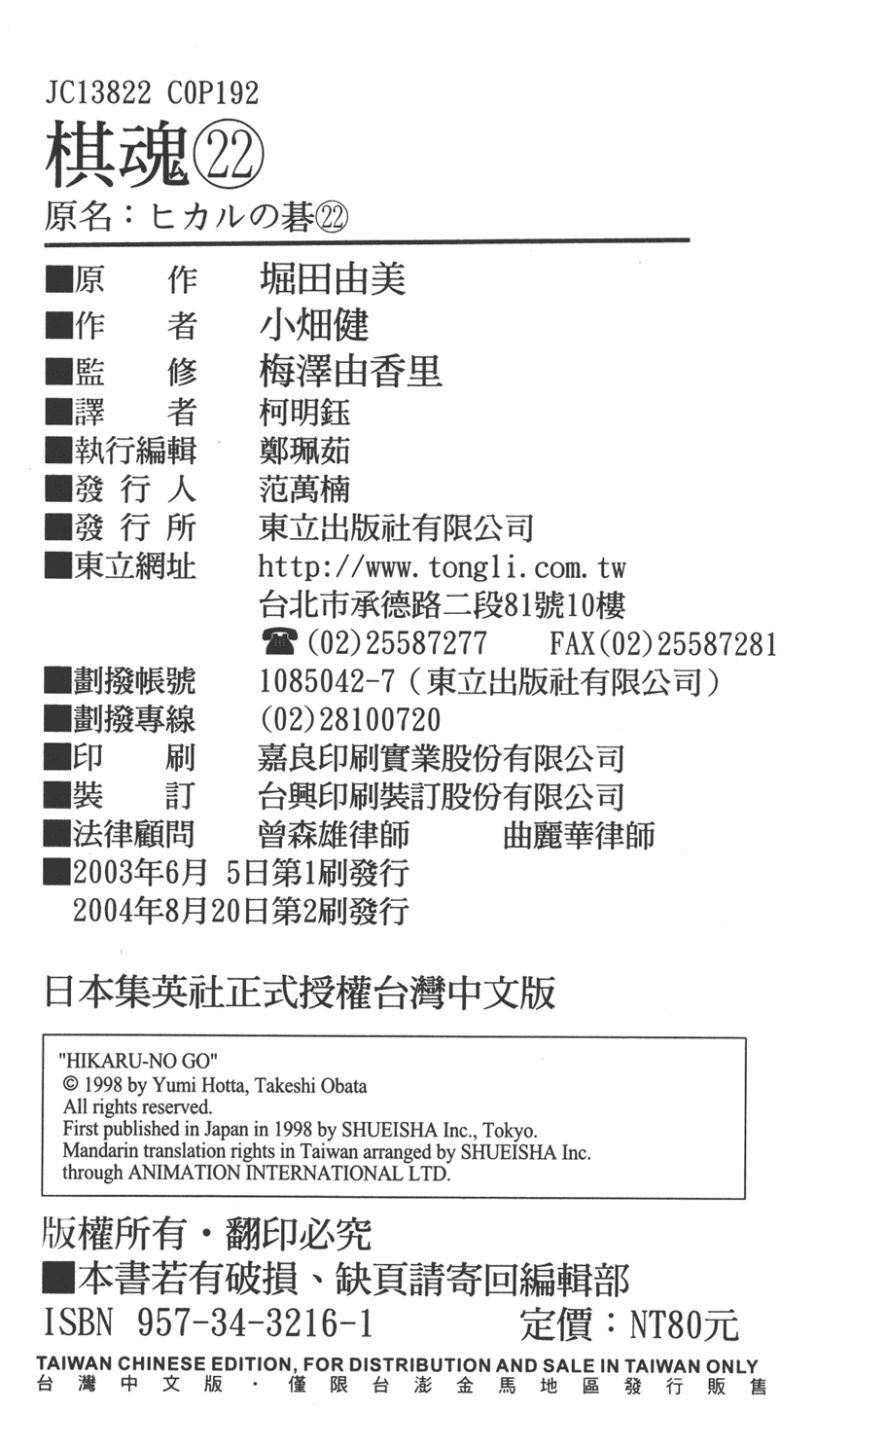 JC13822 C0P192
棋魂㉒
原名：ヒカルの碁㉒
■原　　作　堀田由美
■作　　者　小畑健
■監　　修　梅澤由香里
■譯　　者　柯明鈺
■執行編輯　鄭珮茹
■發 行 人　范萬楠
■發 行 所　東立出版社有限公司
■東立網址　http://www.tongli.com.tw
台北市承德路二段81號10樓
☎(02)25587277　FAX(02)25587281
■劃撥帳號　1085042-7（東立出版社有限公司）
■劃撥專線　(02)28100720
■印　　刷　嘉良印刷實業股份有限公司
■裝　　訂　台興印刷裝訂股份有限公司
■法律顧問　曾森雄律師　曲麗華律師
■2003年6月 5日第1刷發行
2004年8月20日第2刷發行
日本集英社正式授權台灣中文版
"HIKARU-NO GO"
© 1998 by Yumi Hotta, Takeshi Obata
All rights reserved.
First published in Japan in 1998 by SHUEISHA Inc., Tokyo.
Mandarin translation rights in Taiwan arranged by SHUEISHA Inc.
through ANIMATION INTERNATIONAL LTD.
版權所有・翻印必究
■本書若有破損、缺頁請寄回編輯部
ISBN 957-34-3216-1　定價：NT80元
TAIWAN CHINESE EDITION, FOR DISTRIBUTION AND SALE IN TAIWAN ONLY
台灣中文版・僅限台澎金馬地區發行販售